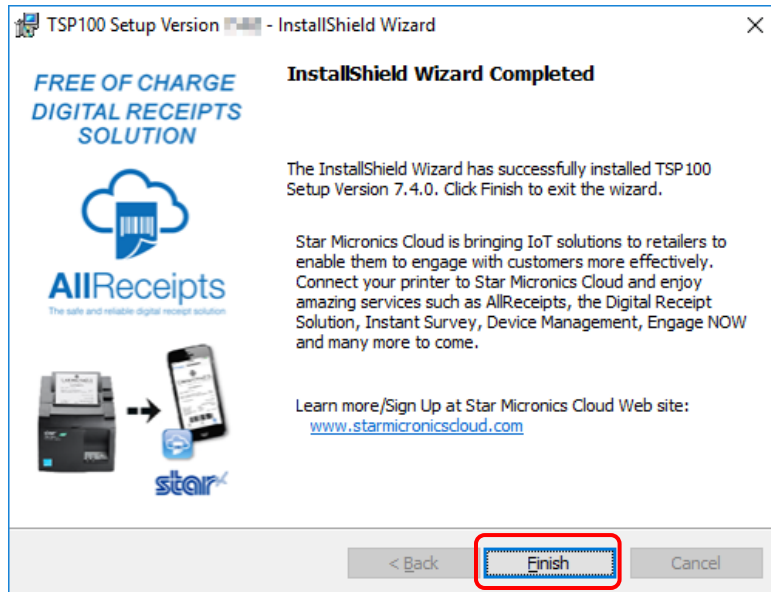 TSP100 Setup Version - InstallShield Wizard
FREE OF CHARGE
DIGITAL RECEIPTS
SOLUTION
AllReceipts
The safe and reliable digital receipt solution
star
InstallShield Wizard Completed
The InstallShield Wizard has successfully installed TSP100
Setup Version 7.4.0. Click Finish to exit the wizard.
Star Micronics Cloud is bringing IoT solutions to retailers to
enable them to engage with customers more effectively.
Connect your printer to Star Micronics Cloud and enjoy
amazing services such as AllReceipts, the Digital Receipt
Solution, Instant Survey, Device Management, Engage NOW
and many more to come.
Learn more/Sign Up at Star Micronics Cloud Web site:
www.starmicronicscloud.com
< Back
Finish
Cancel